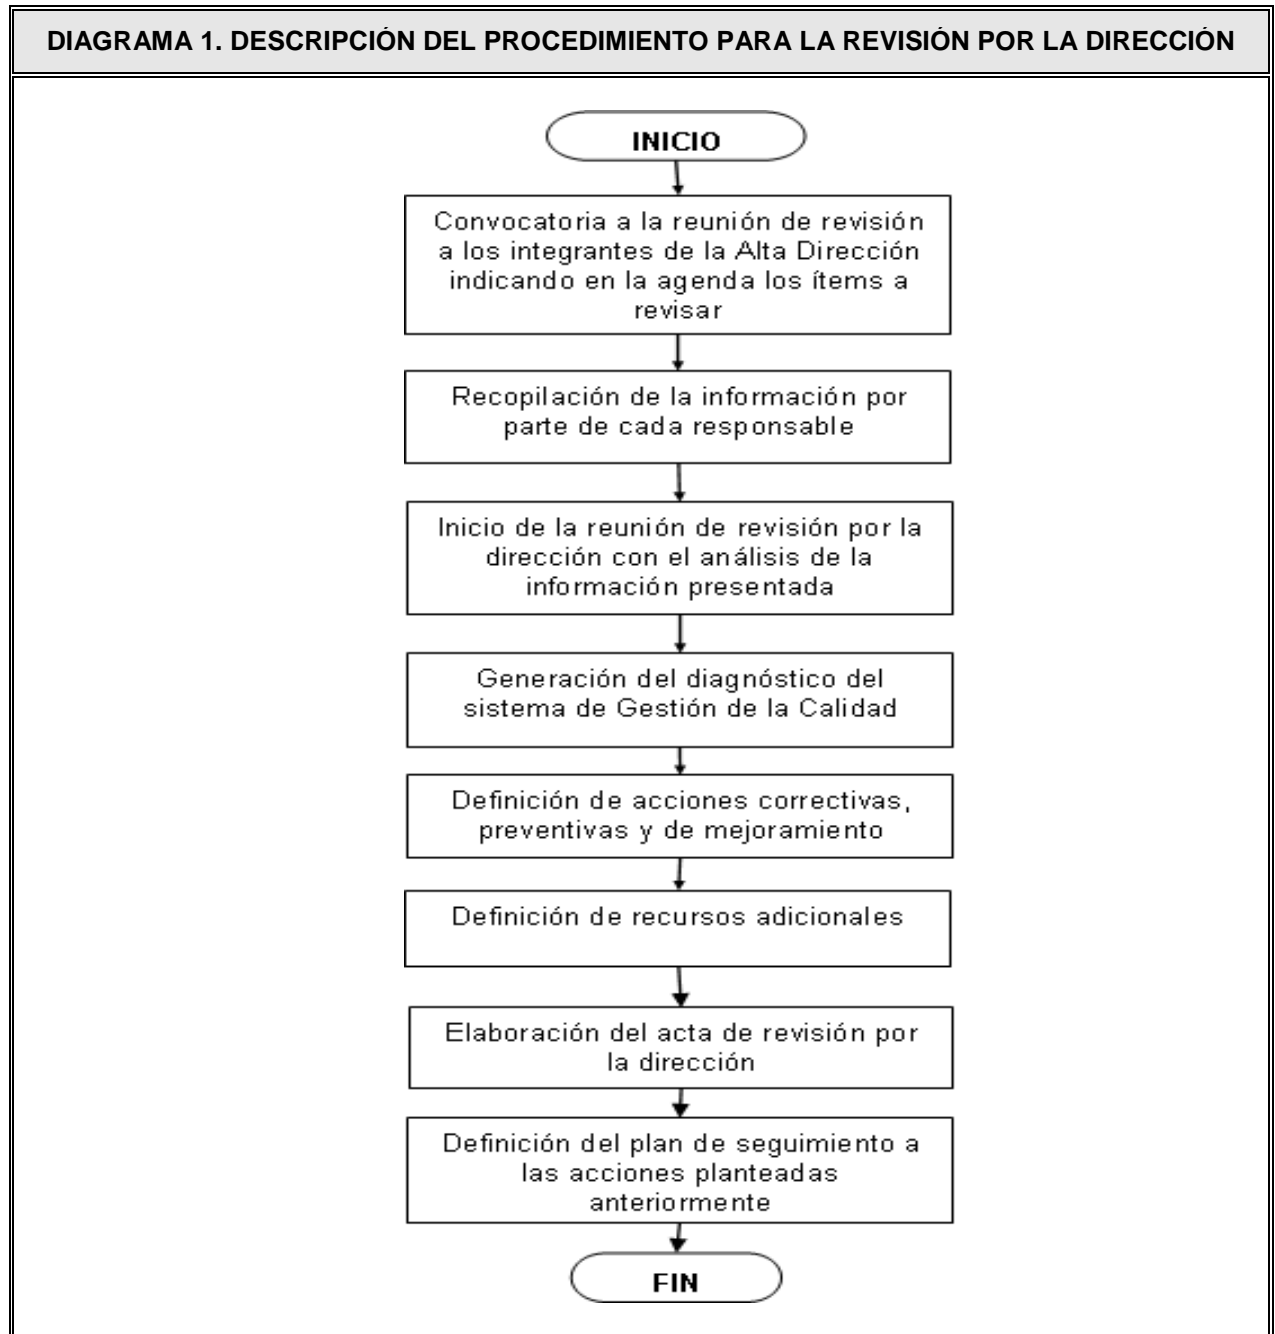 DIAGRAMA 1. DESCRIPCIÓN DEL PROCEDIMIENTO PARA LA REVISIÓN POR LA DIRECCIÓN
INICIO
Convocatoria a la reunión de revisión
a los integrantes de la Alta Dirección
indicando en la agenda los ítems a
revisar
Recopilación de la información por
parte de cada responsable
Inicio de la reunión de revisión por la
dirección con el análisis de la
información presentada
Generación del diagnóstico del
sistema de Gestión de la Calidad
Definición de acciones correctivas,
preventivas y de mejoramiento
Definición de recursos adicionales
Elaboración del acta de revisión por
la dirección
Definición del plan de seguimiento a
las acciones planteadas
anteriormente
FIN